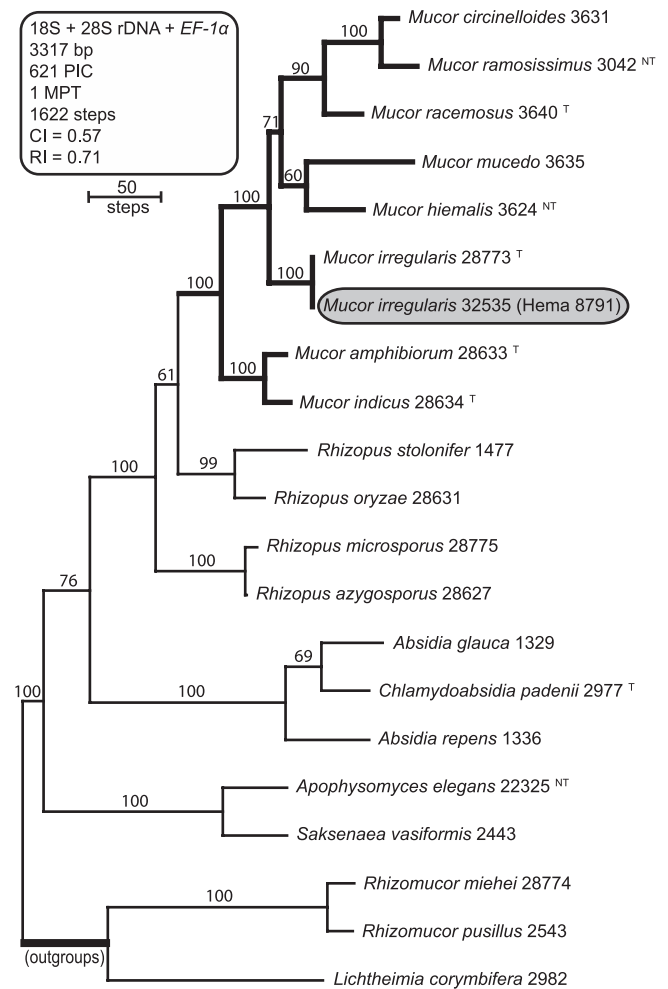 18S + 28S rDNA + EF-1α
3317 bp
621 PIC
1 MPT
1622 steps
CI = 0.57
RI = 0.71
50
steps
100
Mucor circinelloides 3631
Mucor ramosissimus 3042 NT
90
Mucor racemosus 3640 T
71
Mucor mucedo 3635
60
Mucor hiemalis 3624 NT
100
Mucor irregularis 28773 T
100
Mucor irregularis 32535 (Hema 8791)
100
Mucor amphibiorum 28633 T
100
Mucor indicus 28634 T
61
Rhizopus stolonifer 1477
99
Rhizopus oryzae 28631
100
Rhizopus microsporus 28775
100
Rhizopus azygosporus 28627
76
Absidia glauca 1329
69
Chlamydoabsidia padenii 2977 T
100
Absidia repens 1336
100
Apophysomyces elegans 22325 NT
100
Saksenaea vasiformis 2443
Rhizomucor miehei 28774
100
Rhizomucor pusillus 2543
(outgroups)
Lichtheimia corymbifera 2982